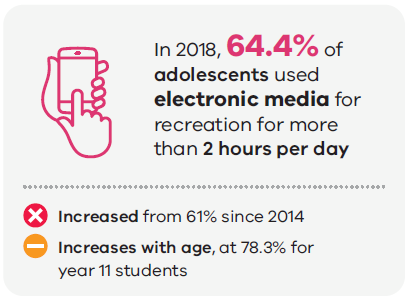 In 2018, 64.4% of
adolescents used
electronic media for
recreation for more
than 2 hours per day
Increased from 61% since 2014
Increases with age, at 78.3% for
year 11 students